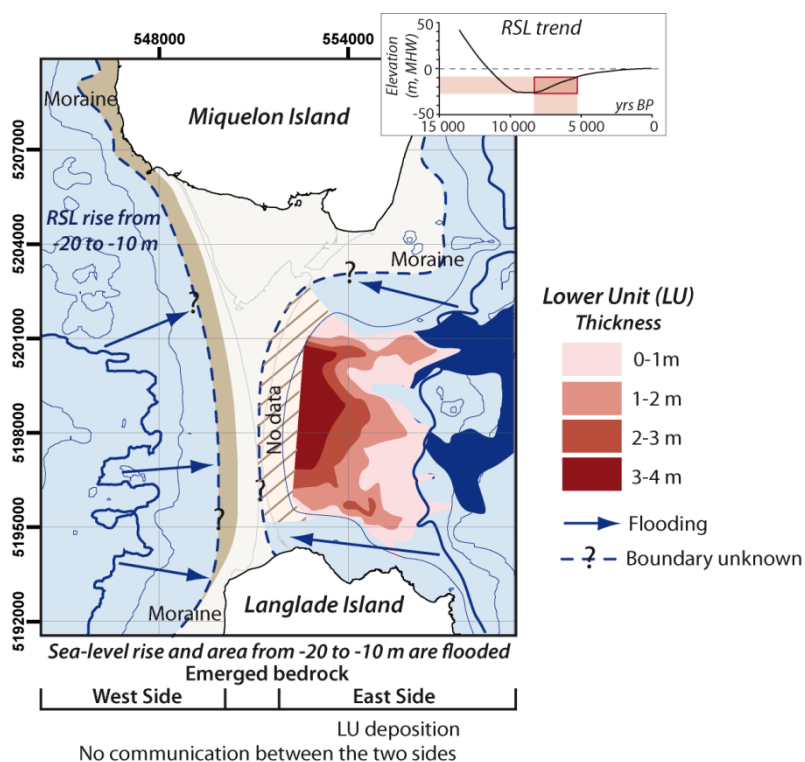 548000
554000
RSL trend
Elevation
(m, MHW)
50
0
-50
yrs BP
15 000
10 000
5 000
0
Moraine
Miquelon Island
5207000
RSL rise from
-20 to -10 m
5204000
Moraine
?
?
5201000
No data
5198000
?
?
5195000
Moraine
Langlade Island
5192000
Lower Unit (LU)
Thickness
0-1m
1-2 m
2-3 m
3-4 m
Flooding
? Boundary unknown
Sea-level rise and area from -20 to -10 m are flooded
Emerged bedrock
West Side
East Side
LU deposition
No communication between the two sides